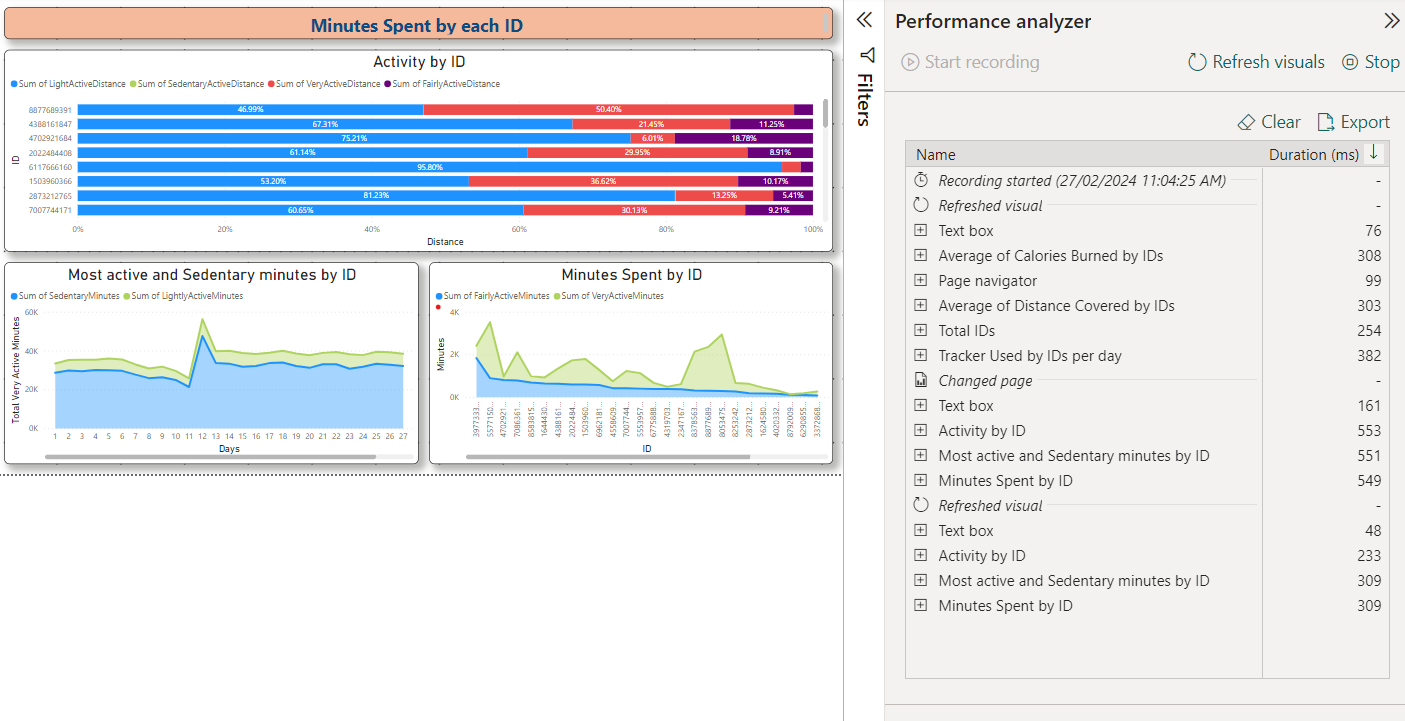 Minutes Spent by each ID
Activity by ID
Sum of LightActiveDistance Sum of SedentaryActiveDistance Sum of VeryActiveDistance Sum of FairlyActiveDistance
ID
8877689391 46.99% 50.40%
4388161847 67.31% 21.45% 11.25%
4702921684 75.21% 6.01% 18.78%
2022484408 61.14% 29.95% 8.91%
6117666160 95.80%
1503960366 53.20% 36.62% 10.17%
2873212765 81.23% 13.25% 5.41%
7007744171 60.65% 30.13% 9.21%
0% 20% 40% 60% 80% 100%
Distance
Most active and Sedentary minutes by ID
Sum of SedentaryMinutes Sum of LightlyActiveMinutes
Total Very Active Minutes
60K
40K
20K
0K
1 2 3 4 5 6 7 8 9 10 11 12 13 14 15 16 17 18 19 20 21 22 23 24 25 26 27
Days
Minutes Spent by ID
Sum of FairlyActiveMinutes Sum of VeryActiveMinutes
Minutes
4K
2K
0K
3977333... 5577150... 4702921... 7086361... 8583815... 1644430... 4388161... 2022484... 1503960... 6962181... 4558609... 7007744... 5553957... 6775888... 4319703... 2347167... 8378563... 8877689... 8053475... 8253242... 2873212... 1624580... 4020332... 8792009... 6290855... 3372868...
ID
Filters
Performance analyzer
Start recording Refresh visuals Stop
Clear Export
Name Duration (ms)
Recording started (27/02/2024 11:04:25 AM) -
Refreshed visual -
Text box 76
Average of Calories Burned by IDs 308
Page navigator 99
Average of Distance Covered by IDs 303
Total IDs 254
Tracker Used by IDs per day 382
Changed page -
Text box 161
Activity by ID 553
Most active and Sedentary minutes by ID 551
Minutes Spent by ID 549
Refreshed visual -
Text box 48
Activity by ID 233
Most active and Sedentary minutes by ID 309
Minutes Spent by ID 309